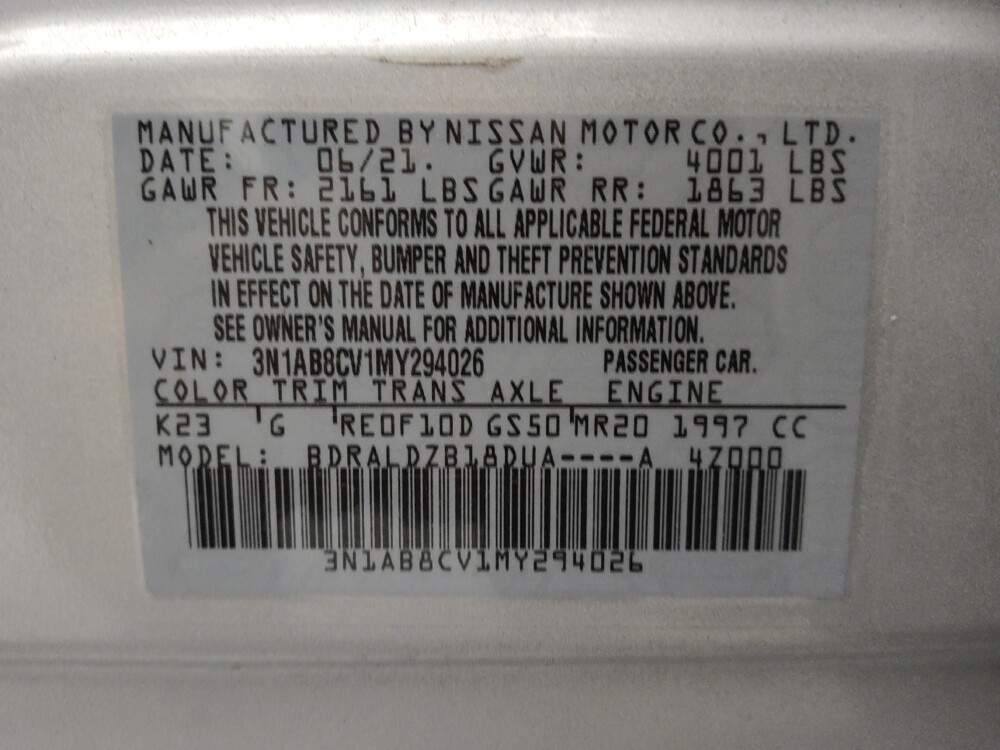 MANUFACTURED BY NISSAN MOTOR CO., LTD.
DATE: 06/21. GVWR: 4001 LBS
GAWR FR: 2161 LBS GAWR RR: 1863 LBS
THIS VEHICLE CONFORMS TO ALL APPLICABLE FEDERAL MOTOR
VEHICLE SAFETY, BUMPER AND THEFT PREVENTION STANDARDS
IN EFFECT ON THE DATE OF MANUFACTURE SHOWN ABOVE.
SEE OWNER'S MANUAL FOR ADDITIONAL INFORMATION.
VIN: 3N1AB8CV1MY294026 PASSENGER CAR.
COLOR TRIM TRANS AXLE ENGINE
K23 G RE0F10D GS50 MR20 1997 CC
MODEL: BDRALDZB18DUA----A 4Z000
3N1AB8CV1MY294026